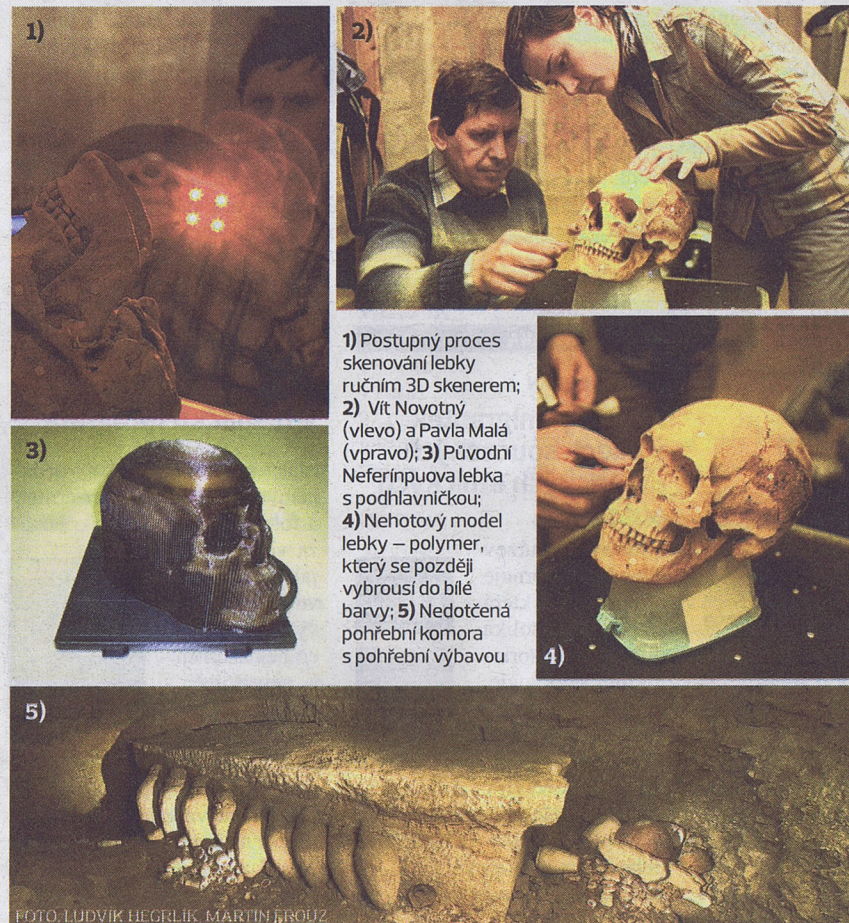 1)
2)
1) Postupný proces
skenování lebky
ručním 3D skenerem;
2) Vít Novotný
(vlevo) a Pavla Malá
(vpravo); 3) Původní
Neferínpuova lebka
s podhlavničkou;
4) Nehotový model
lebky – polymer,
který se později
vybrousí do bílé
barvy; 5) Nedotčená
pohřební komora
s pohřební výbavou
3)
4)
5)
FOTO: LUDVÍK HEGRLÍK, MARTIN FROUZ